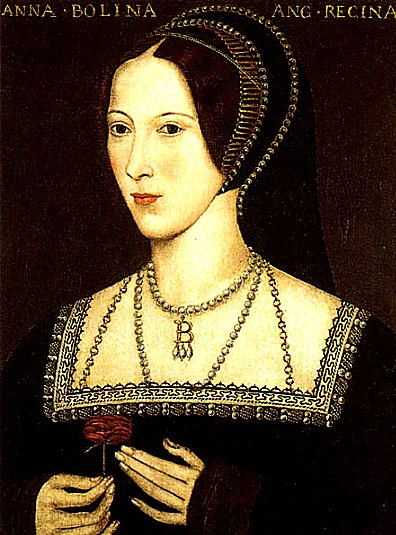 ANNA · BOLINA ANG · REGINA
B